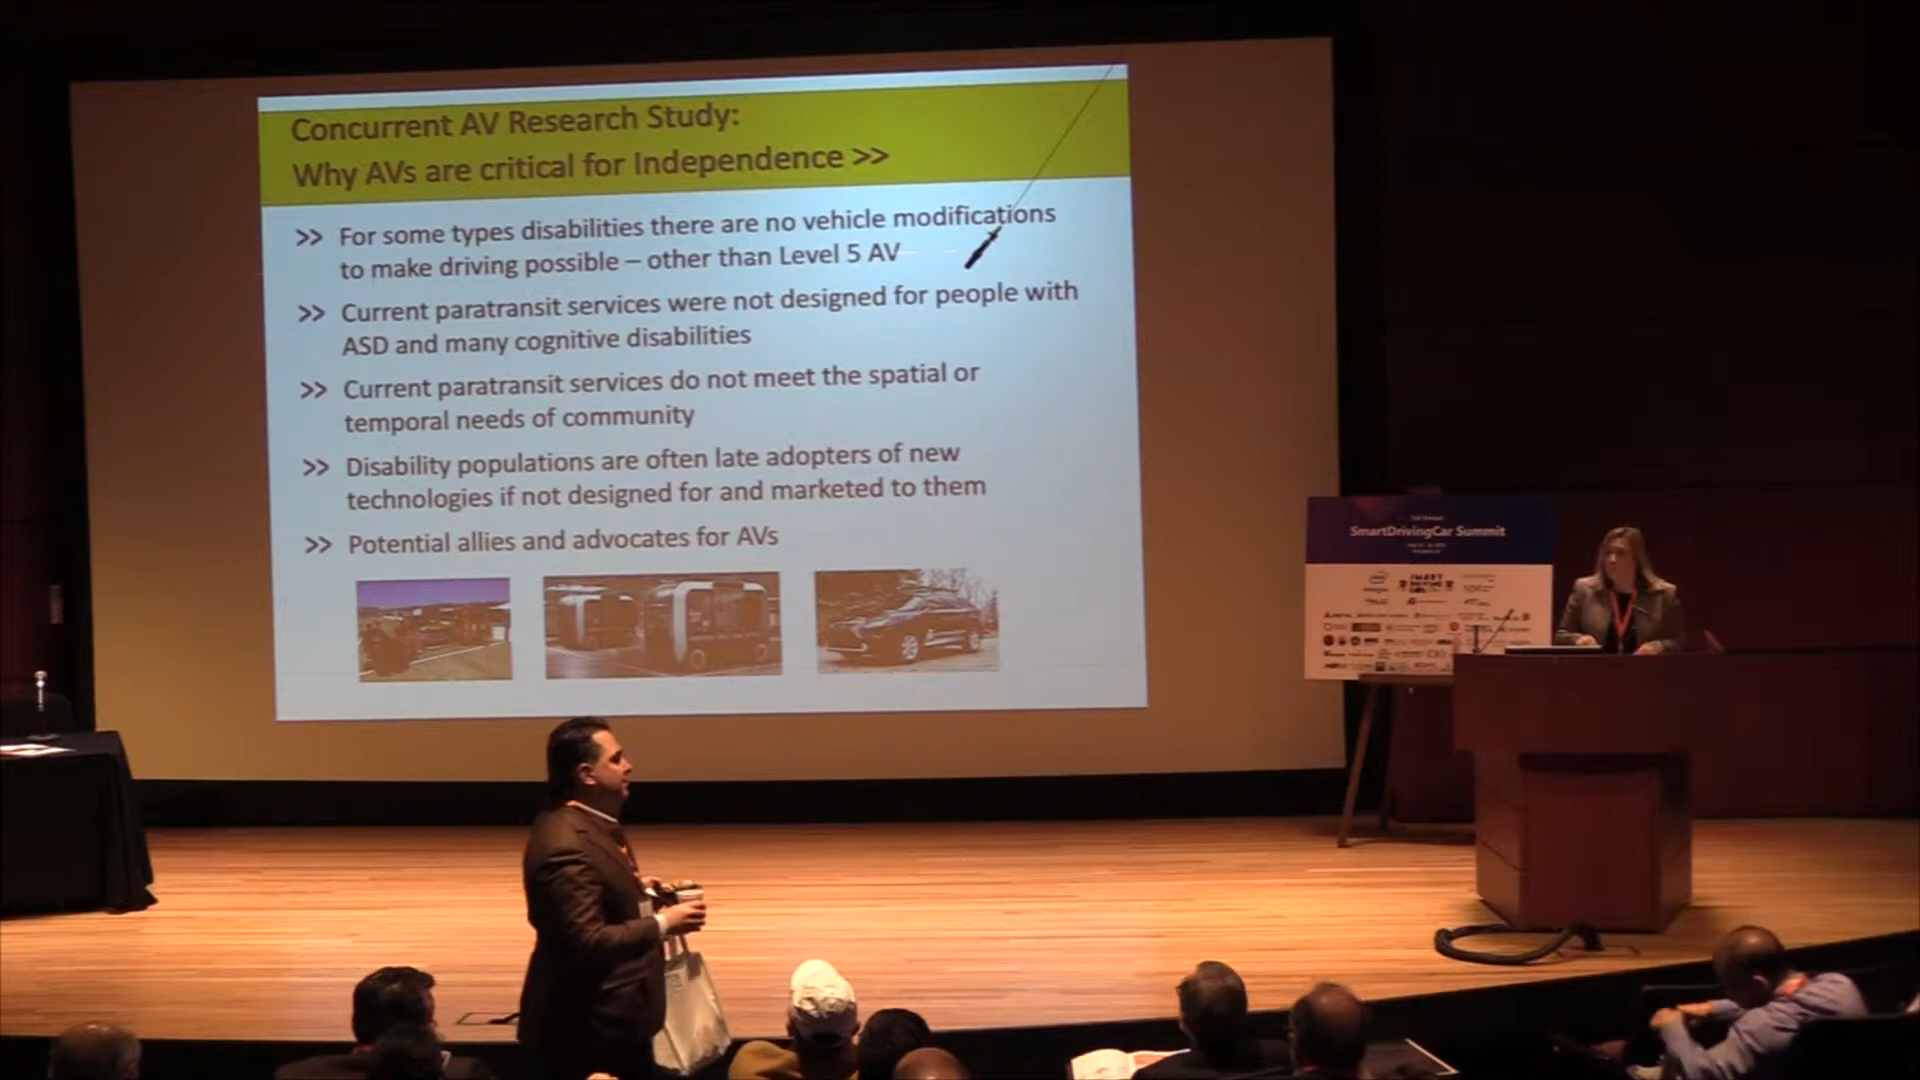 Concurrent AV Research Study:
Why AVs are critical for Independence >>
>> For some types disabilities there are no vehicle modifications
to make driving possible – other than Level 5 AV
>> Current paratransit services were not designed for people with
ASD and many cognitive disabilities
>> Current paratransit services do not meet the spatial or
temporal needs of community
>> Disability populations are often late adopters of new
technologies if not designed for and marketed to them
>> Potential allies and advocates for AVs
SmartDrivingCar Summit